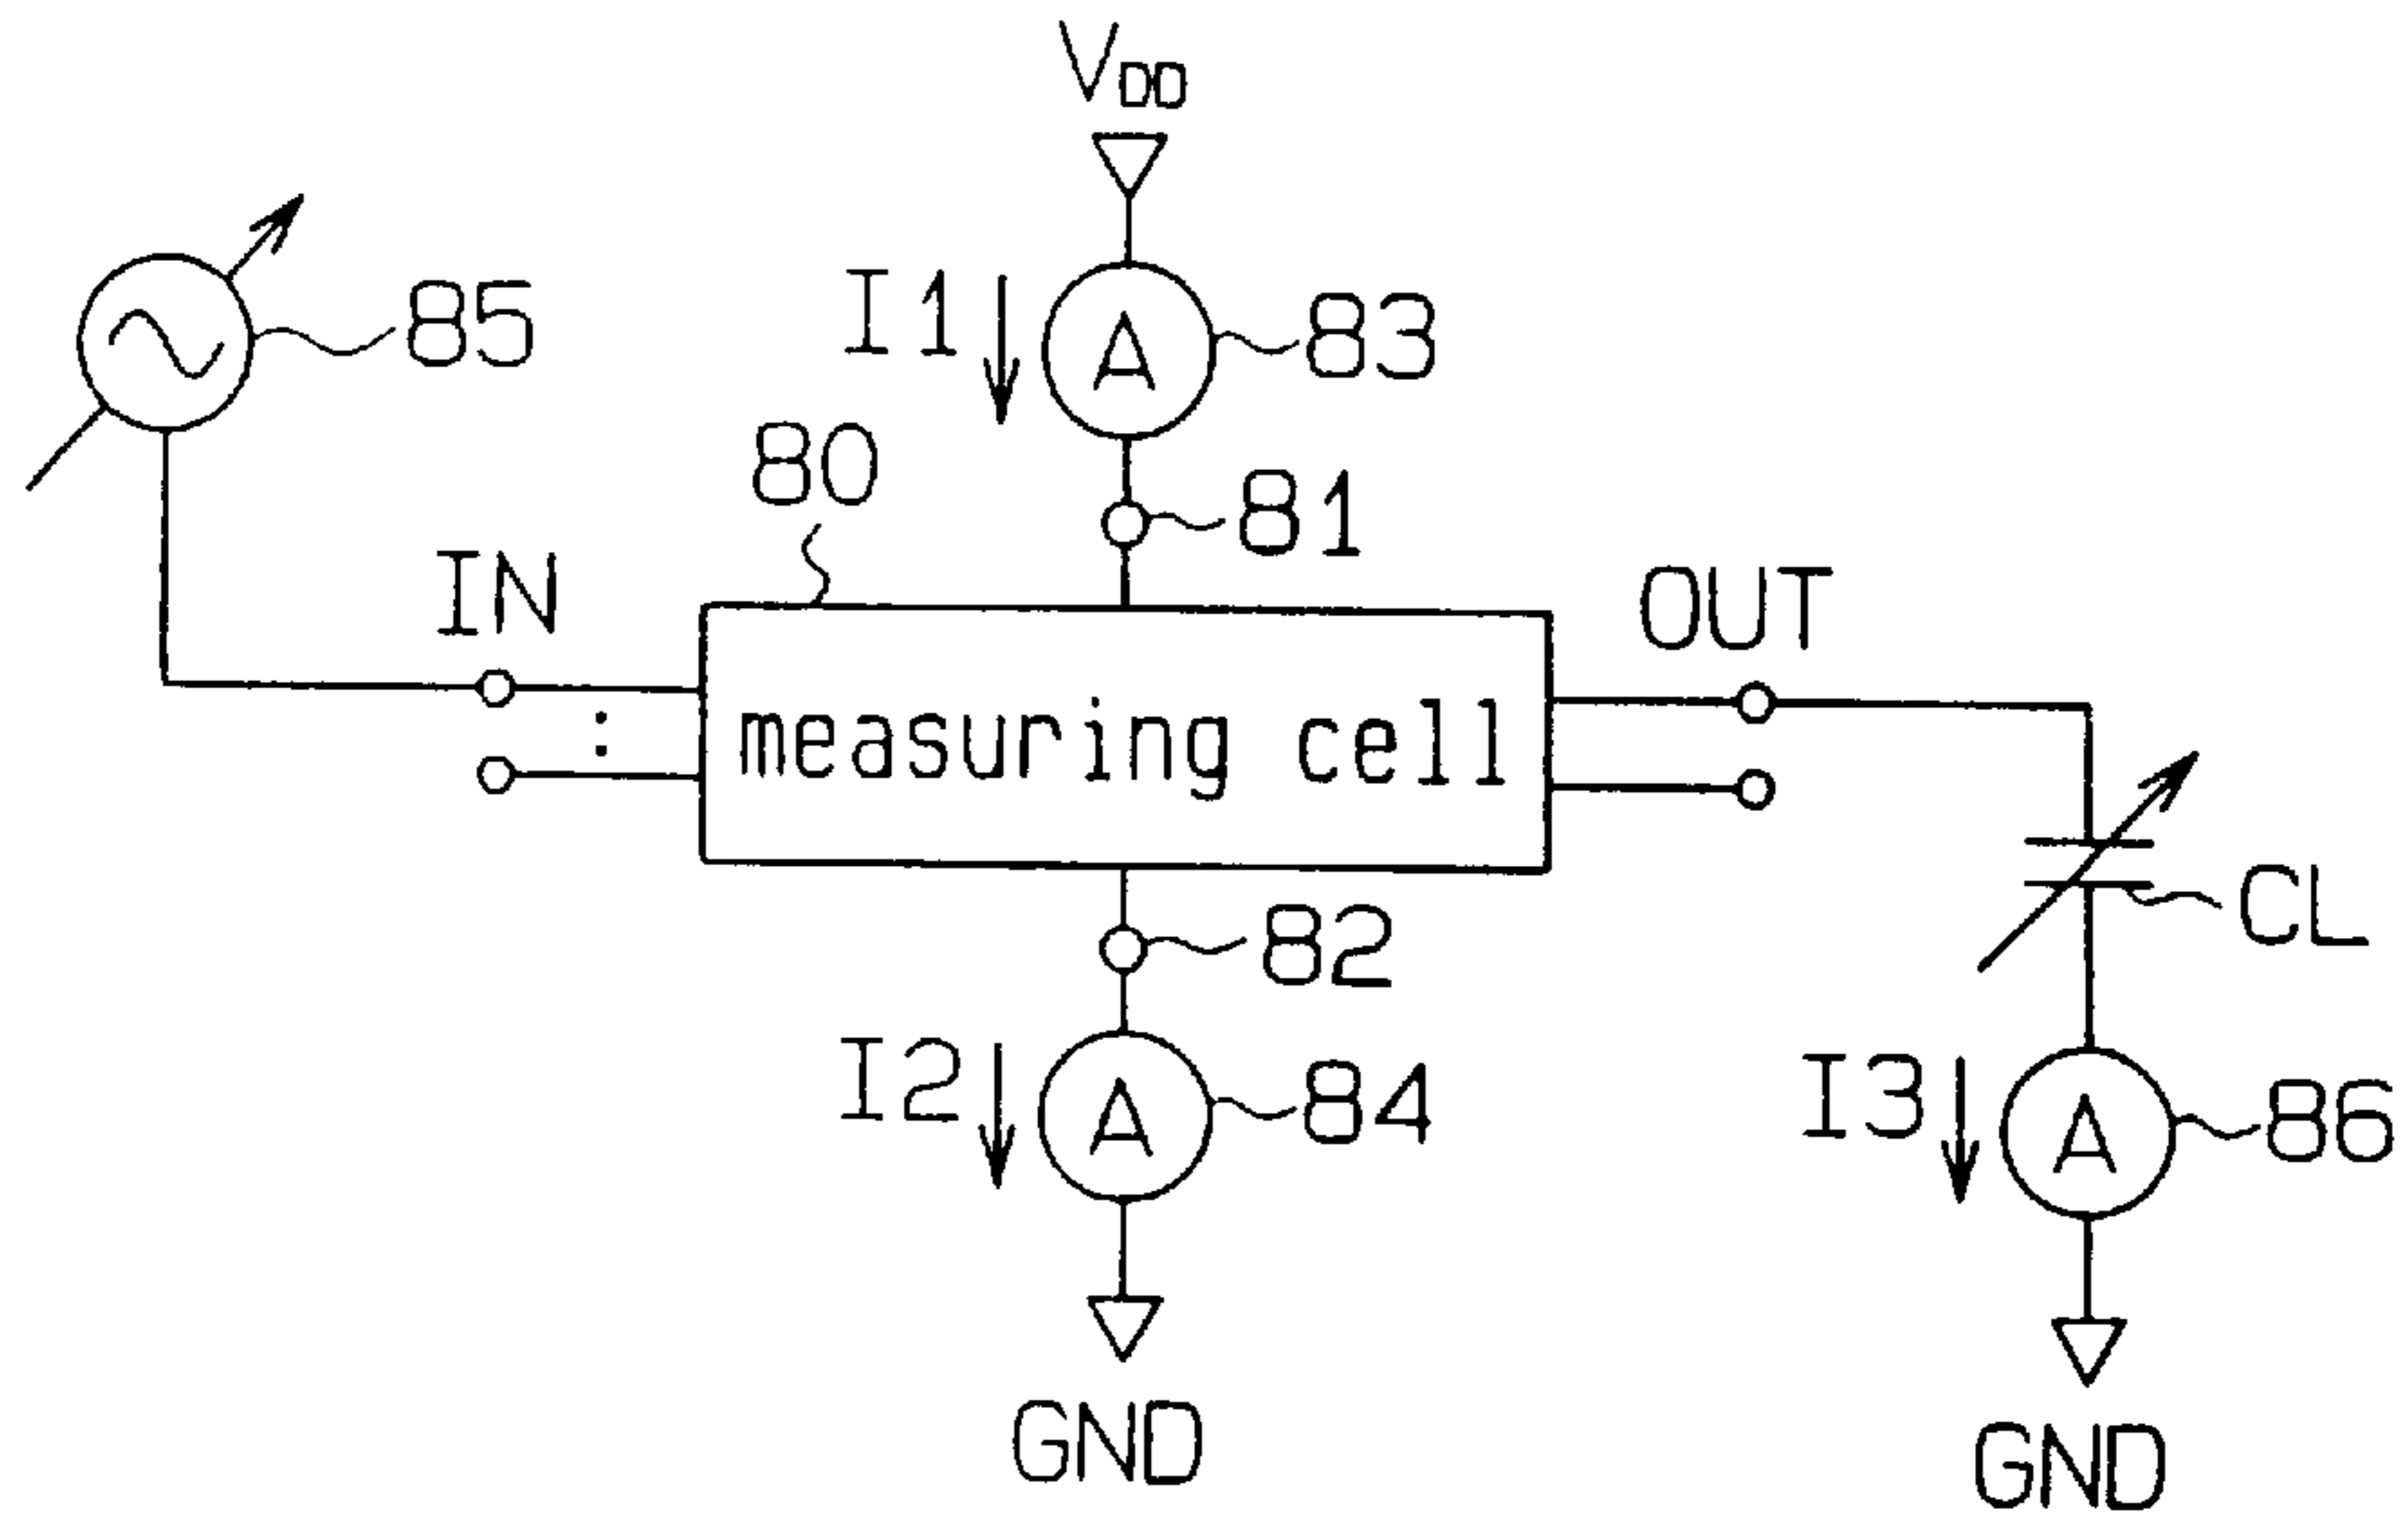 VDD
85
I1
A
83
80
81
IN
OUT
measuring cell
82
CL
I2
A
84
I3
A
86
GND
GND